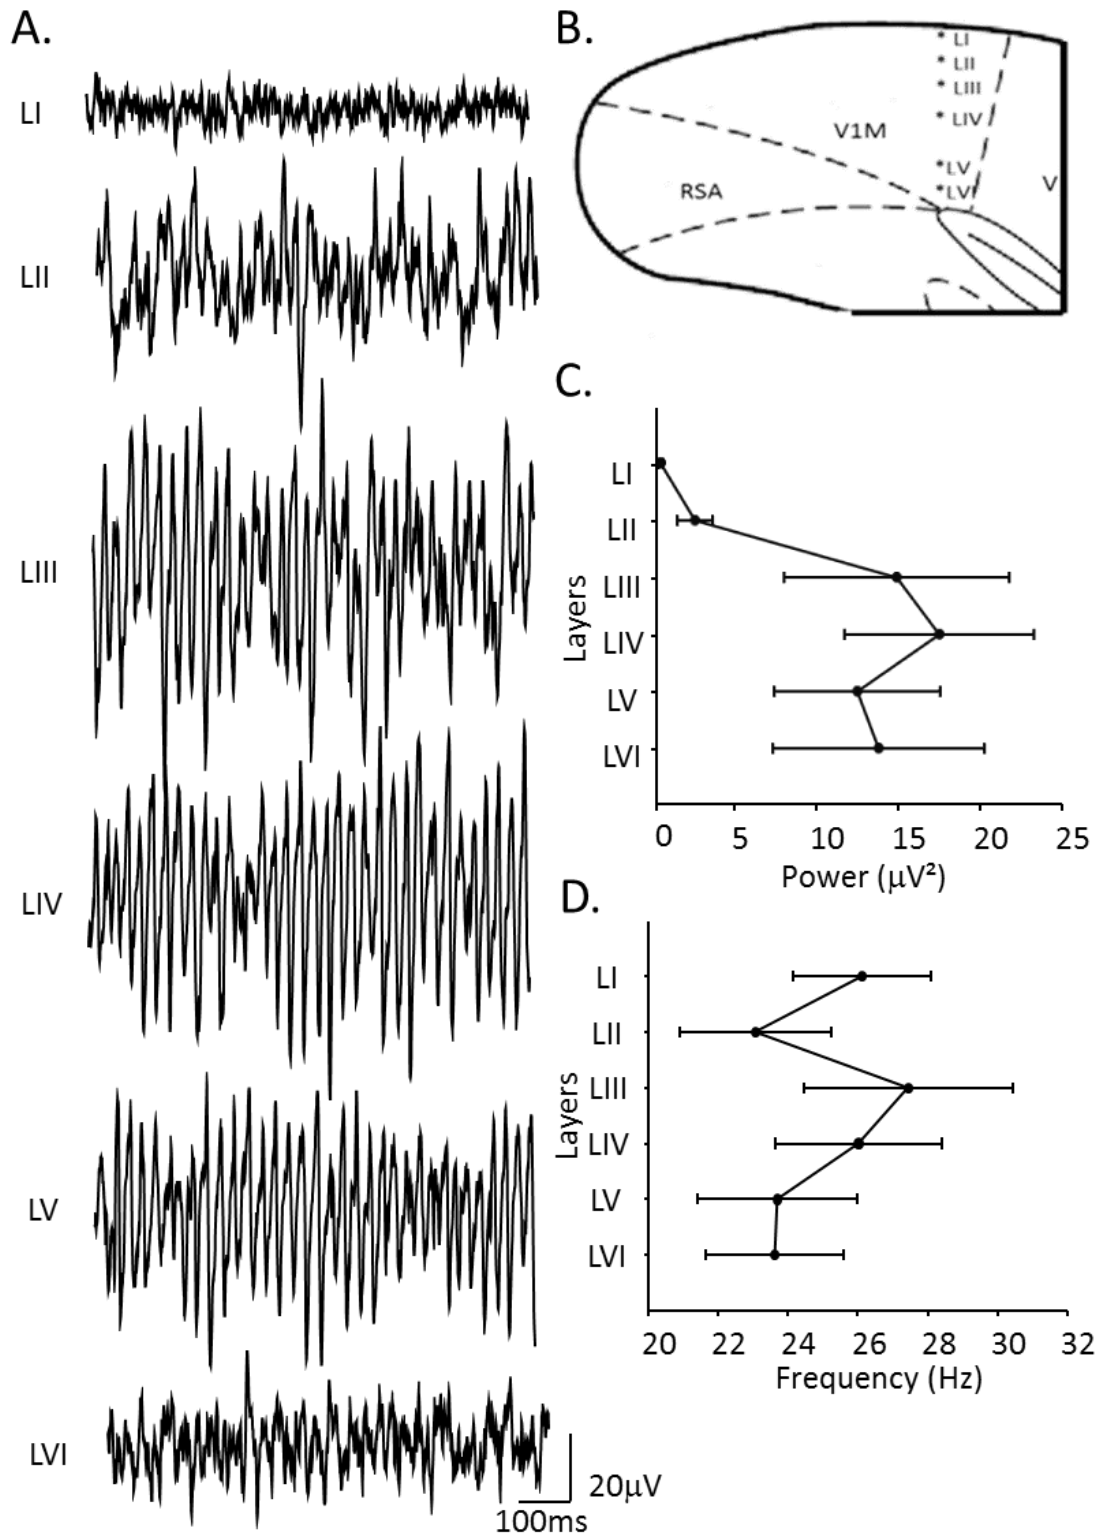 A.
LI
LII
LIII
LIV
LV
LVI
20µV
100ms
B.
LI
LII
LIII
LIV
LV
LV
V1M
RSA
V
C.
LI
LII
LIII
LIV
LV
LVI
Layers
0 5 10 15 20 25
Power (µV²)
D.
LI
LII
LIII
LIV
LV
LVI
Layers
20 22 24 26 28 30 32
Frequency (Hz)